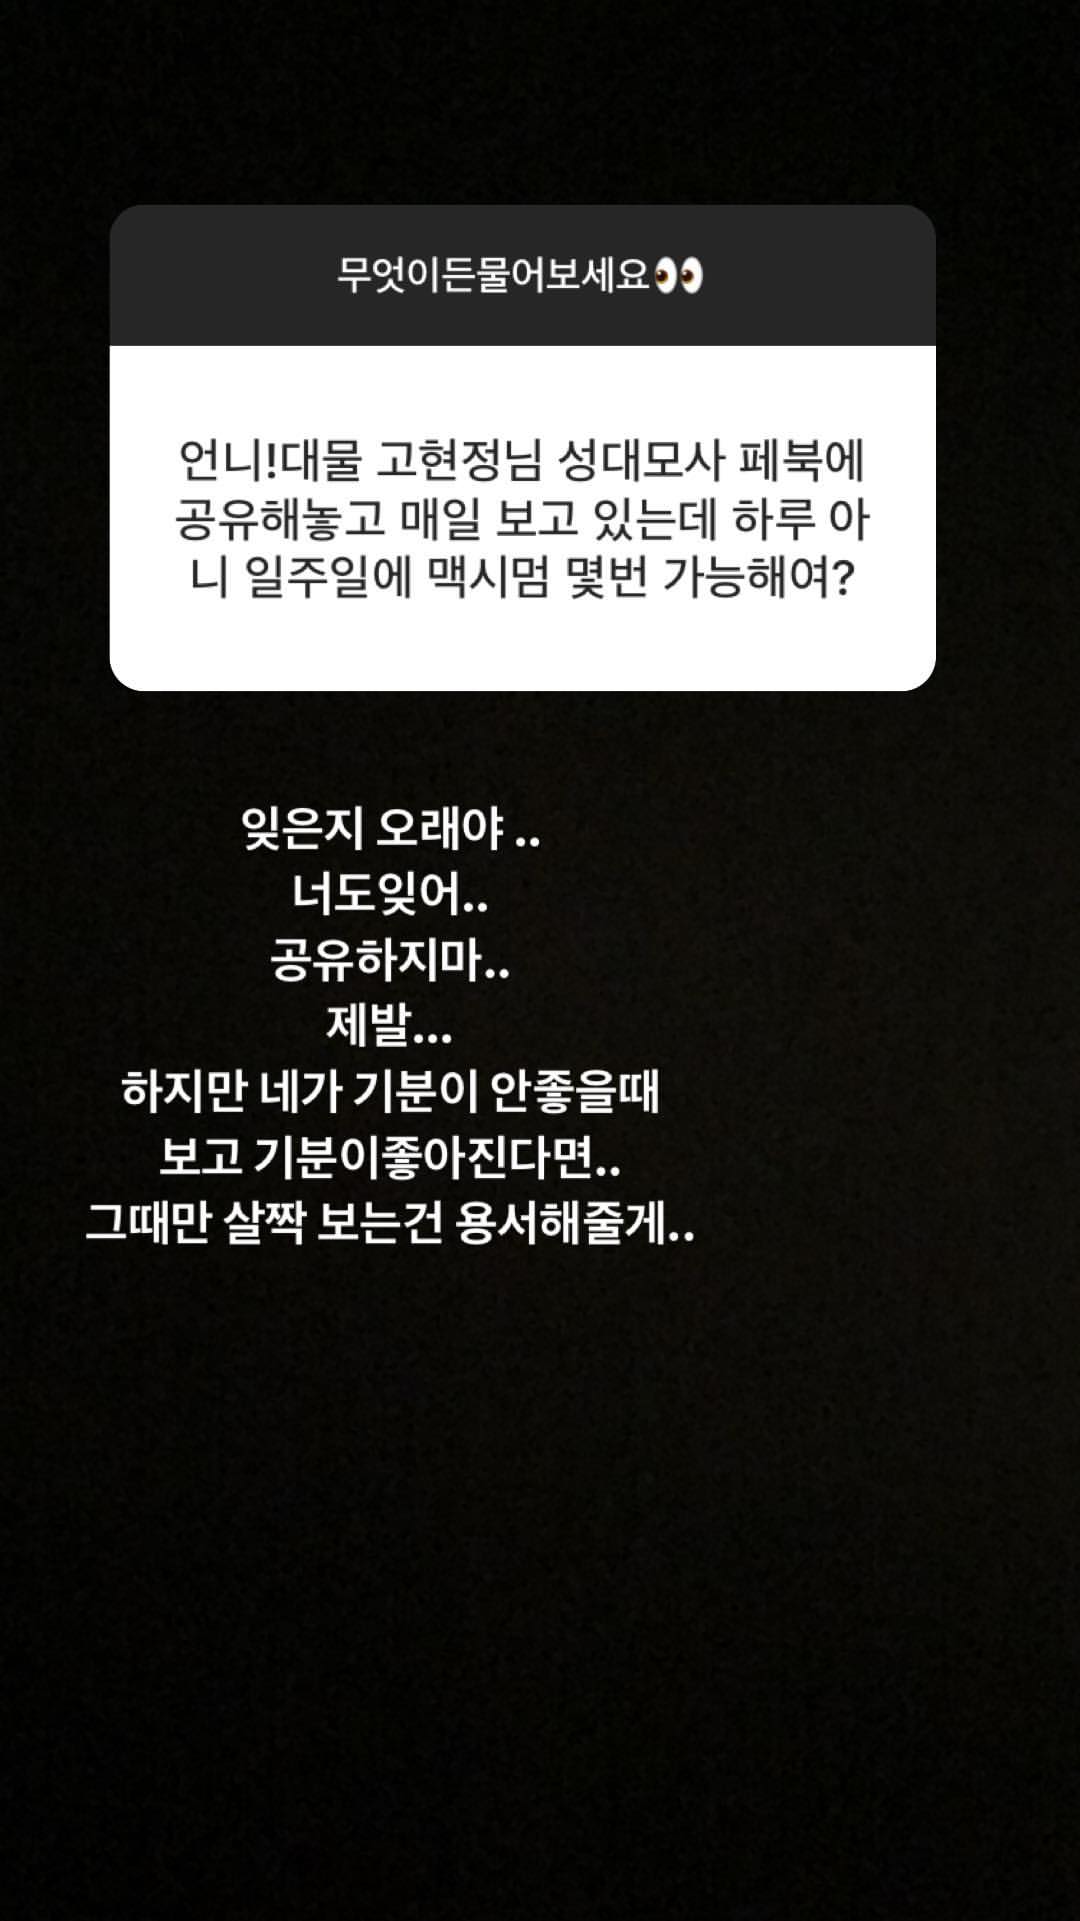 무엇이든물어보세요👀
언니!대물 고현정님 성대모사 페북에
공유해놓고 매일 보고 있는데 하루 아
니 일주일에 맥시멈 몇번 가능해여?
잊은지 오래야 ..
너도잊어..
공유하지마..
제발...
하지만 네가 기분이 안좋을때
보고 기분이좋아진다면..
그때만 살짝 보는건 용서해줄게..